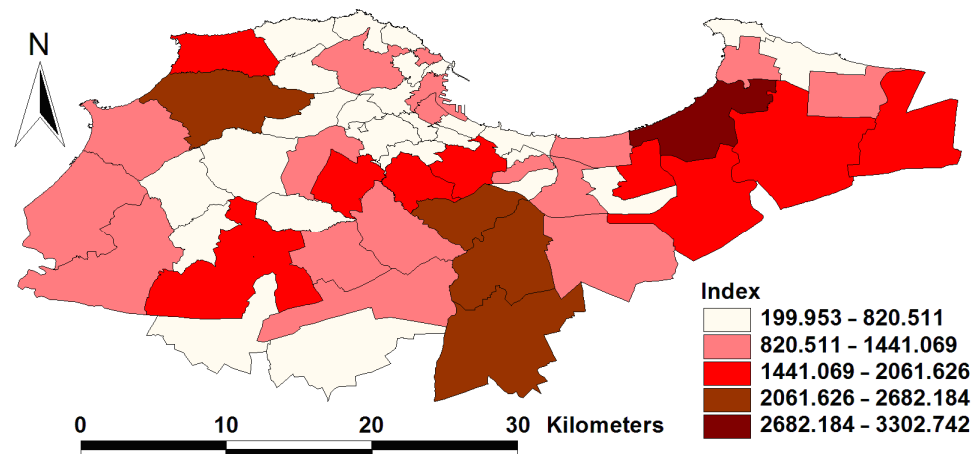 N
Index
199.953 – 820.511
820.511 – 1441.069
1441.069 – 2061.626
2061.626 – 2682.184
2682.184 – 3302.742
0 10 20 30 Kilometers